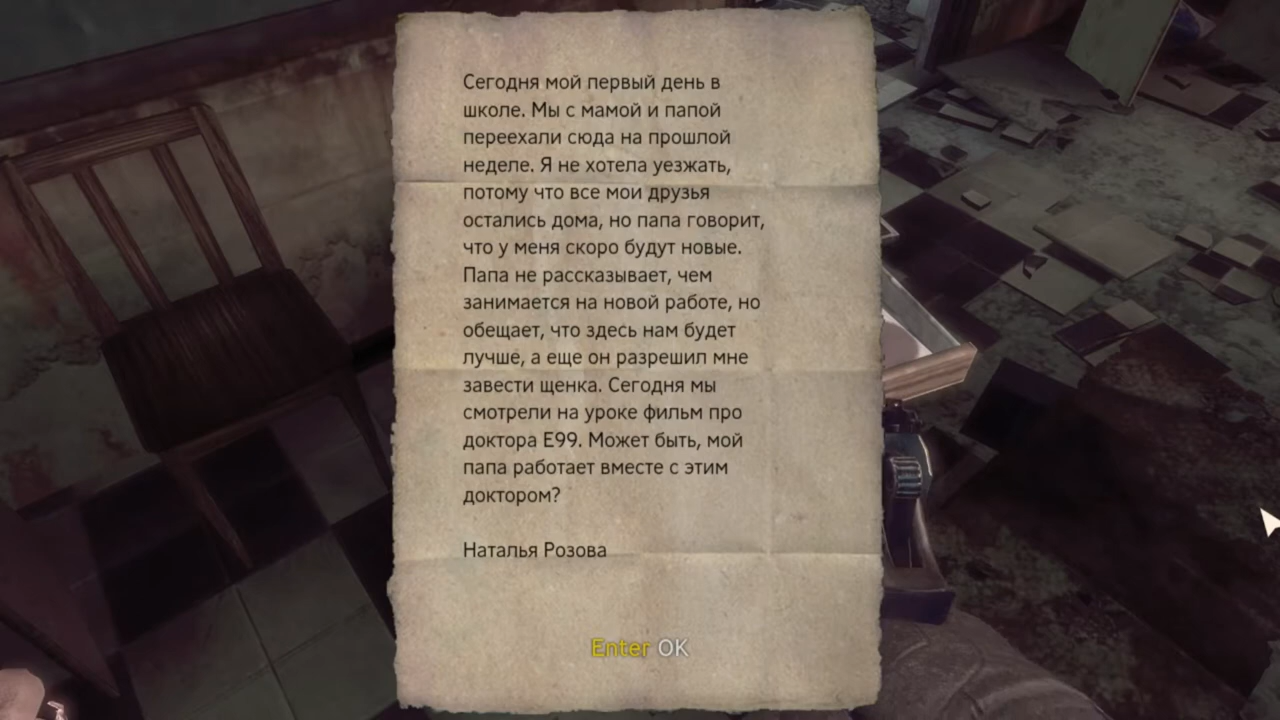 Сегодня мой первый день в
школе. Мы с мамой и папой
переехали сюда на прошлой
неделе. Я не хотела уезжать,
потому что все мои друзья
остались дома, но папа говорит,
что у меня скоро будут новые.
Папа не рассказывает, чем
занимается на новой работе, но
обещает, что здесь нам будет
лучше, а еще он разрешил мне
завести щенка. Сегодня мы
смотрели на уроке фильм про
доктора Е99. Может быть, мой
папа работает вместе с этим
доктором?
Наталья Розова
Enter OK